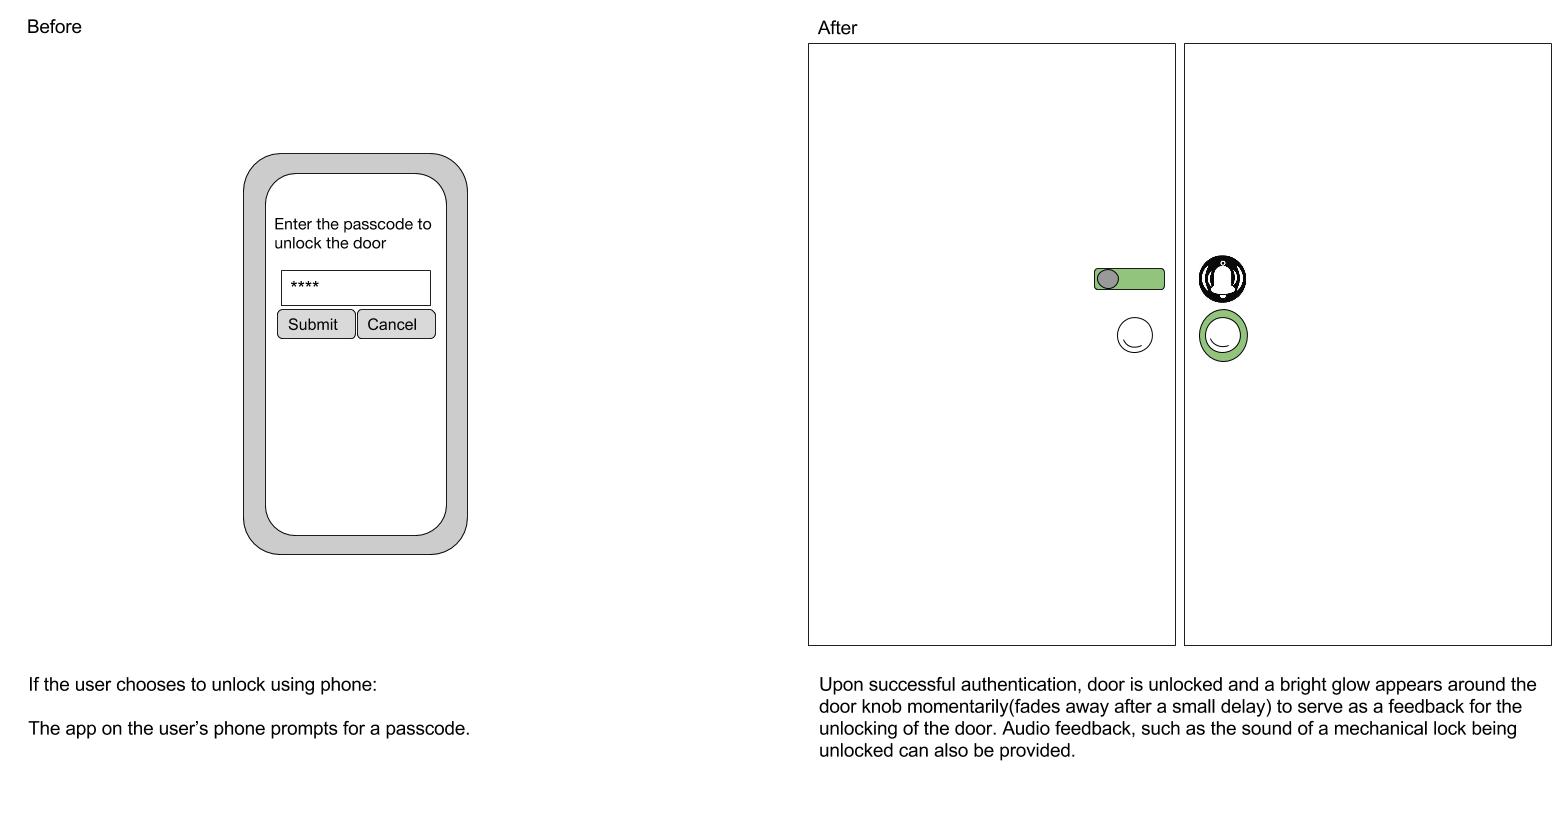 Before
Enter the passcode to
unlock the door
****
Submit
Cancel
If the user chooses to unlock using phone:
The app on the user’s phone prompts for a passcode.
After
Upon successful authentication, door is unlocked and a bright glow appears around the
door knob momentarily(fades away after a small delay) to serve as a feedback for the
unlocking of the door. Audio feedback, such as the sound of a mechanical lock being
unlocked can also be provided.